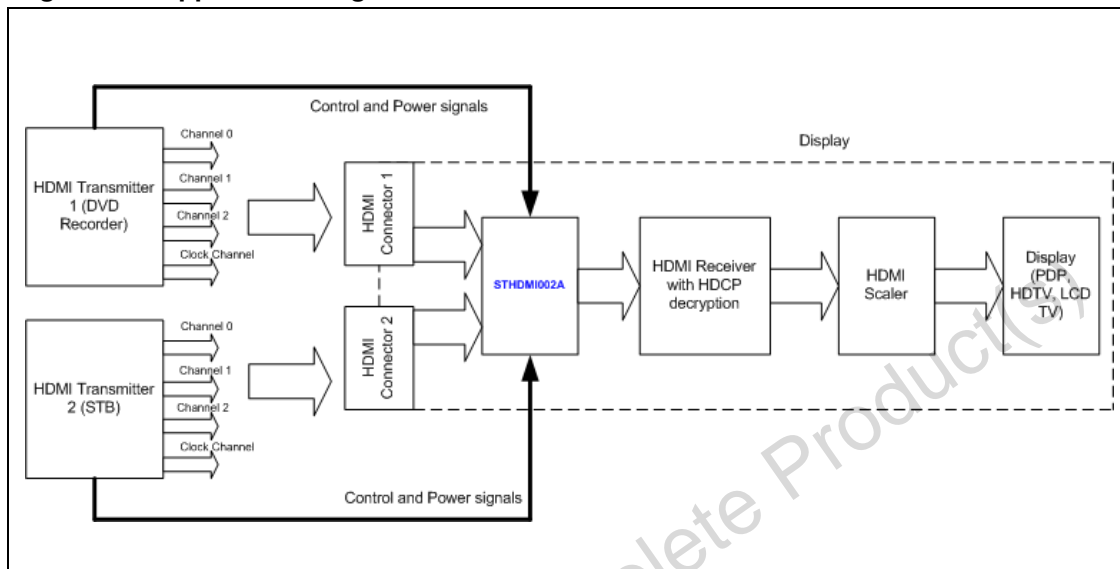 Control and Power signals
Display
HDMI Transmitter
1 (DVD
Recorder)
Channel 0
Channel 1
Channel 2
Clock Channel
HDMI
Connector 1
STHDMI002A
HDMI Receiver
with HDCP
decryption
HDMI
Scaler
Display
(PDP,
HDTV, LCD
TV)
HDMI Transmitter
2 (STB)
Channel 0
Channel 1
Channel 2
Clock Channel
HDMI
Connector 2
Control and Power signals
Product(s)